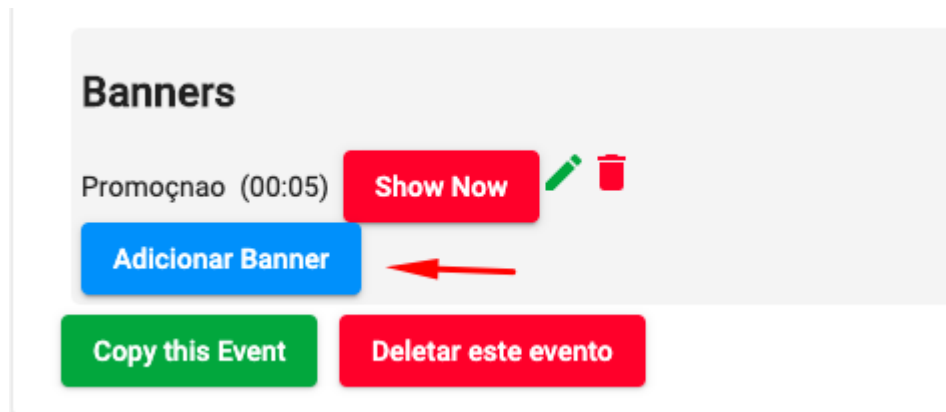 Banners
Promoçnao (00:05) Show Now
Adicionar Banner
Copy this Event Deletar este evento